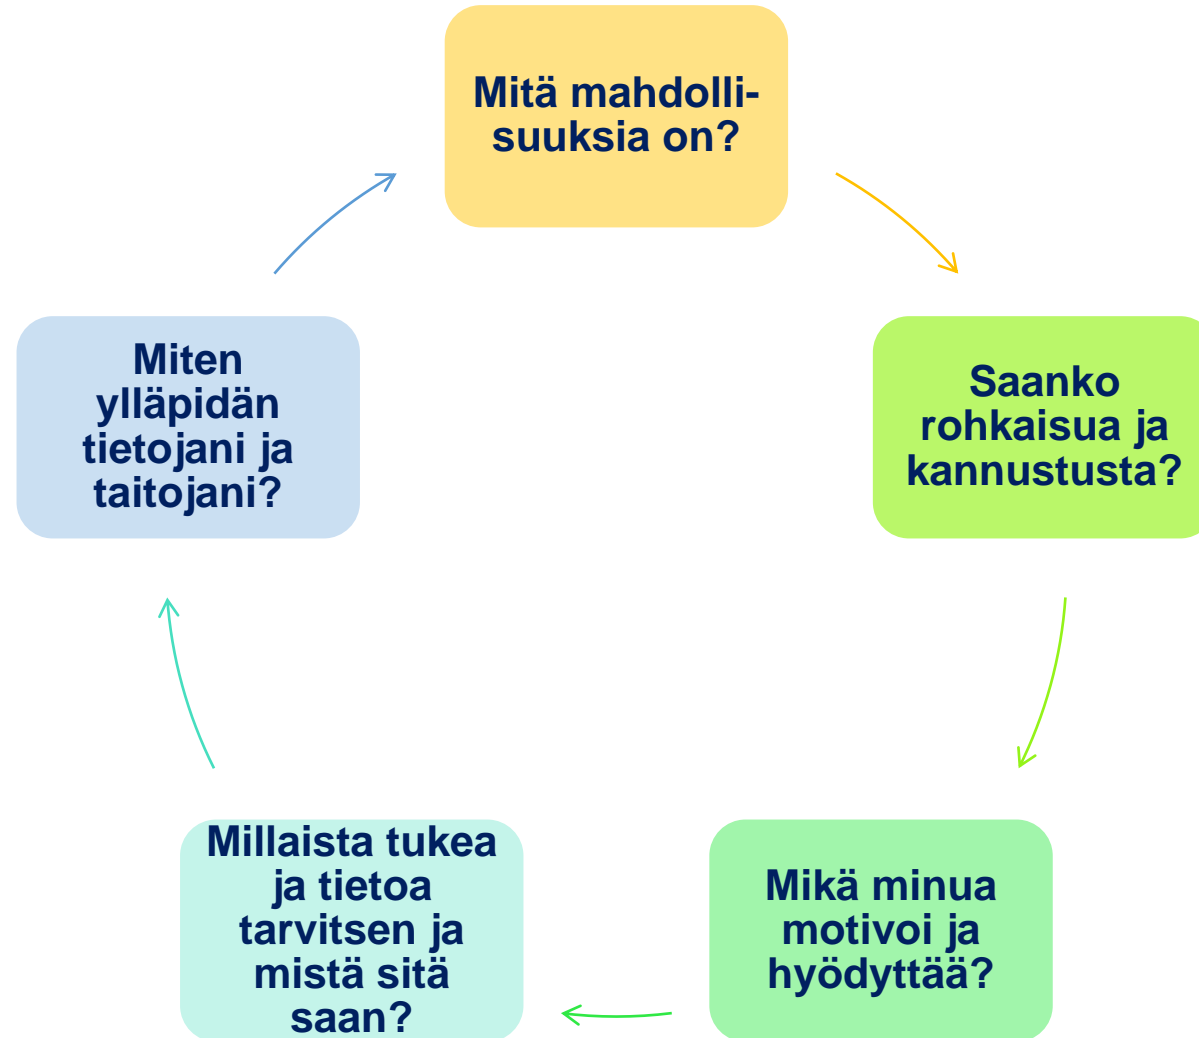 Mitä mahdolli-
suuksia on?
Saanko
rohkaisua ja
kannustusta?
Mikä minua
motivoi ja
hyödyttää?
Millaista tukea
ja tietoa
tarvitsen ja
mistä sitä
saan?
Miten
ylläpidän
tietojani ja
taitojani?